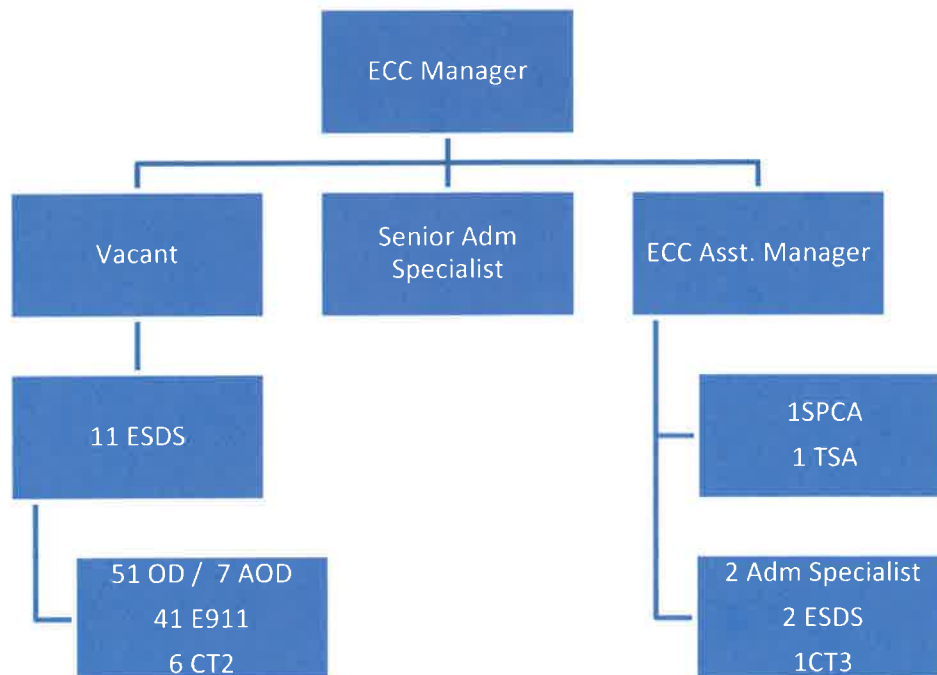 ECC Manager
Vacant
Senior Adm
Specialist
ECC Asst. Manager
11 ESDS
1SPCA
1 TSA
51 OD / 7 AOD
41 E911
6 CT2
2 Adm Specialist
2 ESDS
1CT3